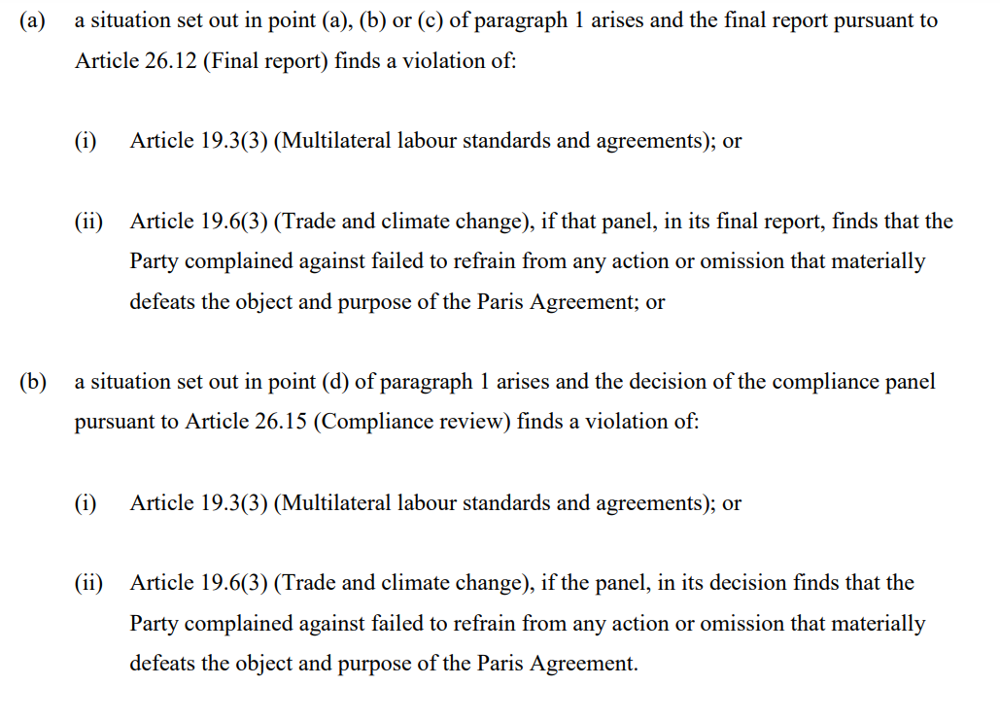 (a) a situation set out in point (a), (b) or (c) of paragraph 1 arises and the final report pursuant to
Article 26.12 (Final report) finds a violation of:
(i) Article 19.3(3) (Multilateral labour standards and agreements); or
(ii) Article 19.6(3) (Trade and climate change), if that panel, in its final report, finds that the
Party complained against failed to refrain from any action or omission that materially
defeats the object and purpose of the Paris Agreement; or
(b) a situation set out in point (d) of paragraph 1 arises and the decision of the compliance panel
pursuant to Article 26.15 (Compliance review) finds a violation of:
(i) Article 19.3(3) (Multilateral labour standards and agreements); or
(ii) Article 19.6(3) (Trade and climate change), if the panel, in its decision finds that the
Party complained against failed to refrain from any action or omission that materially
defeats the object and purpose of the Paris Agreement.